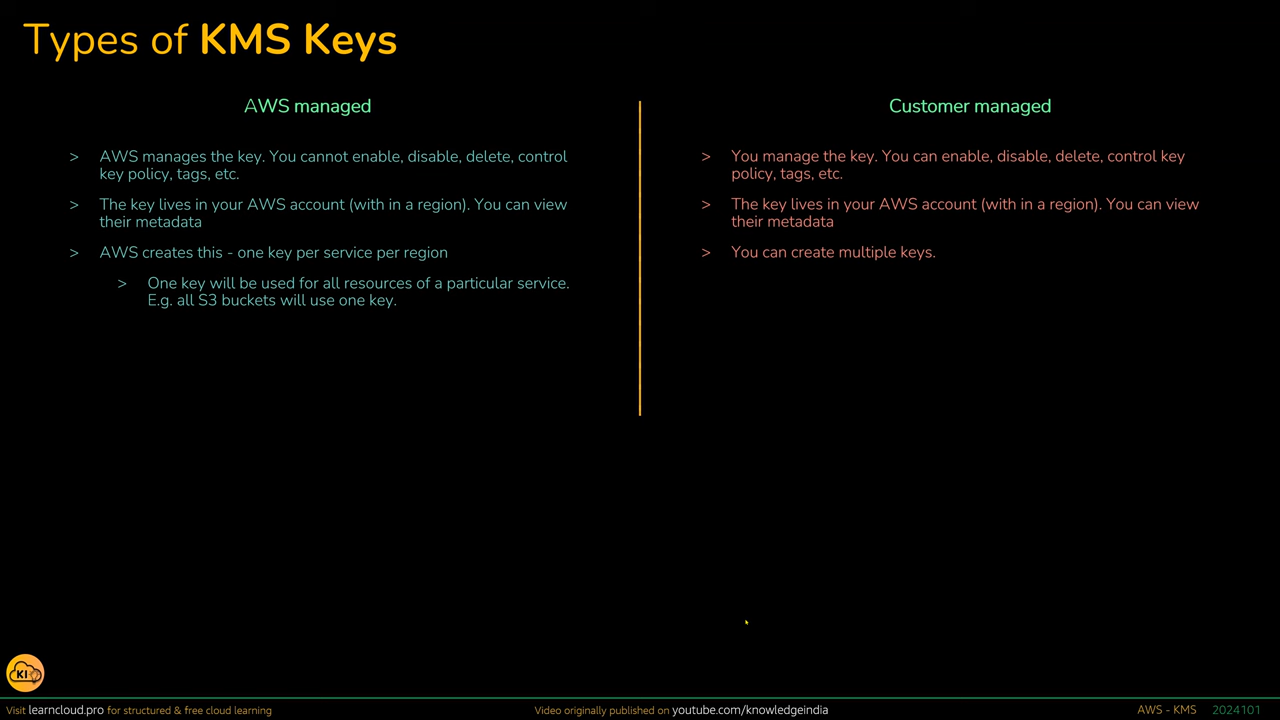 Types of KMS Keys
AWS managed
> AWS manages the key. You cannot enable, disable, delete, control
key policy, tags, etc.
> The key lives in your AWS account (with in a region). You can view
their metadata
> AWS creates this - one key per service per region
> One key will be used for all resources of a particular service.
E.g. all S3 buckets will use one key.
Customer managed
> You manage the key. You can enable, disable, delete, control key
policy, tags, etc.
> The key lives in your AWS account (with in a region). You can view
their metadata
> You can create multiple keys.
KI
Visit learncloud.pro for structured & free cloud learning
Video originally published on youtube.com/knowledgeindia
AWS - KMS 2024101